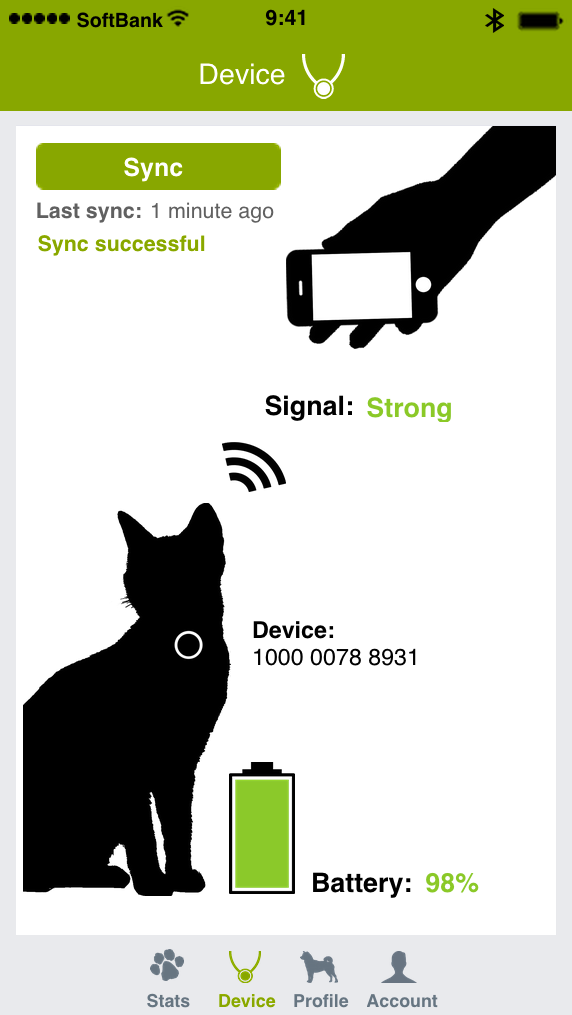 SoftBank 9:41
Device
Sync
Last sync: 1 minute ago
Sync successful
Signal: Strong
Device:
1000 0078 8931
Battery: 98%
Stats Device Profile Account